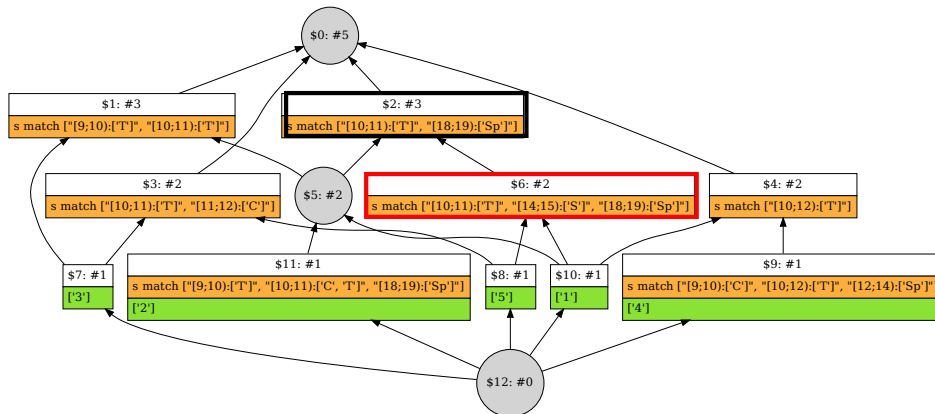 $0: #5
$1: #3
s match ["[9;10):['T']", "[10;11):['T']"]
$2: #3
s match ["[10;11):['T']", "[18;19):['Sp']"]
$3: #2
s match ["[10;11):['T']", "[11;12):['C']"]
$5: #2
$6: #2
s match ["[10;11):['T']", "[14;15):['S']", "[18;19):['Sp']"]
$4: #2
s match ["[10;12):['T']"]
$7: #1
['3']
$11: #1
s match ["[9;10):['T']", "[10;11):['C', 'T']", "[18;19):['Sp']"]
['2']
$8: #1
['5']
$10: #1
['1']
$9: #1
s match ["[9;10):['C']", "[10;12):['T']", "[12;14):['Sp']"
['4']
$12: #0